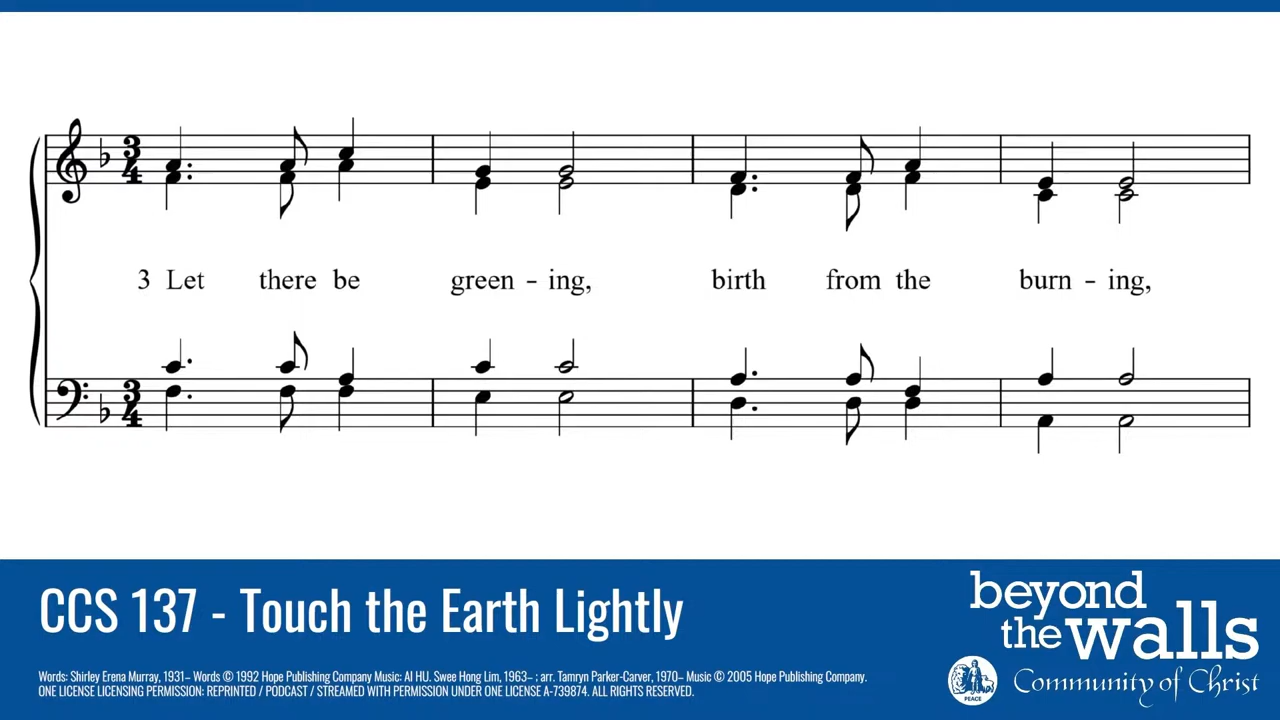 3 Let there be green - ing, birth from the burn - ing,
CCS 137 - Touch the Earth Lightly
Words: Shirley Erena Murray, 1931– Words © 1992 Hope Publishing Company Music: AI HU. Swee Hong Lim, 1963– ; arr. Tamryn Parker-Carver, 1970– Music © 2005 Hope Publishing Company.
ONE LICENSE LICENSING PERMISSION: REPRINTED / PODCAST / STREAMED WITH PERMISSION UNDER ONE LICENSE A-739874. ALL RIGHTS RESERVED.
beyond
the walls
PEACE
Community of Christ